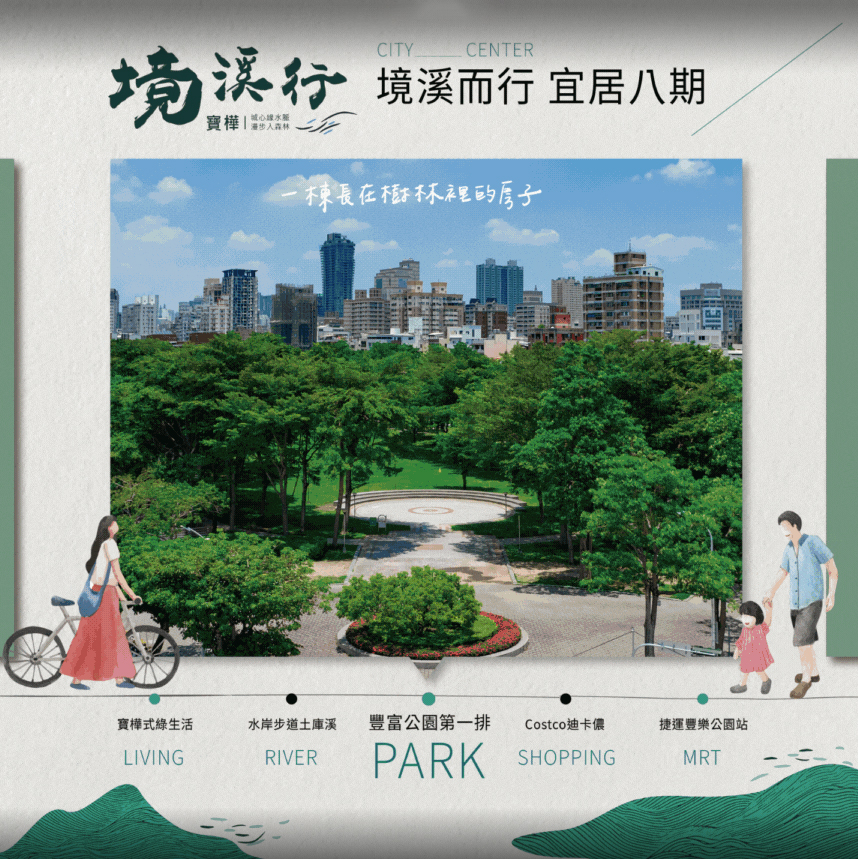 境溪行
寶樺
城心綠水圈
漫步入森林
CITY____CENTER
境溪而行 宜居八期
一棟長在樹林裡的房子
寶樺式綠生活
LIVING
水岸步道土庫溪
RIVER
豐富公園第一排
PARK
Costco迪卡儂
SHOPPING
捷運豐樂公園站
MRT